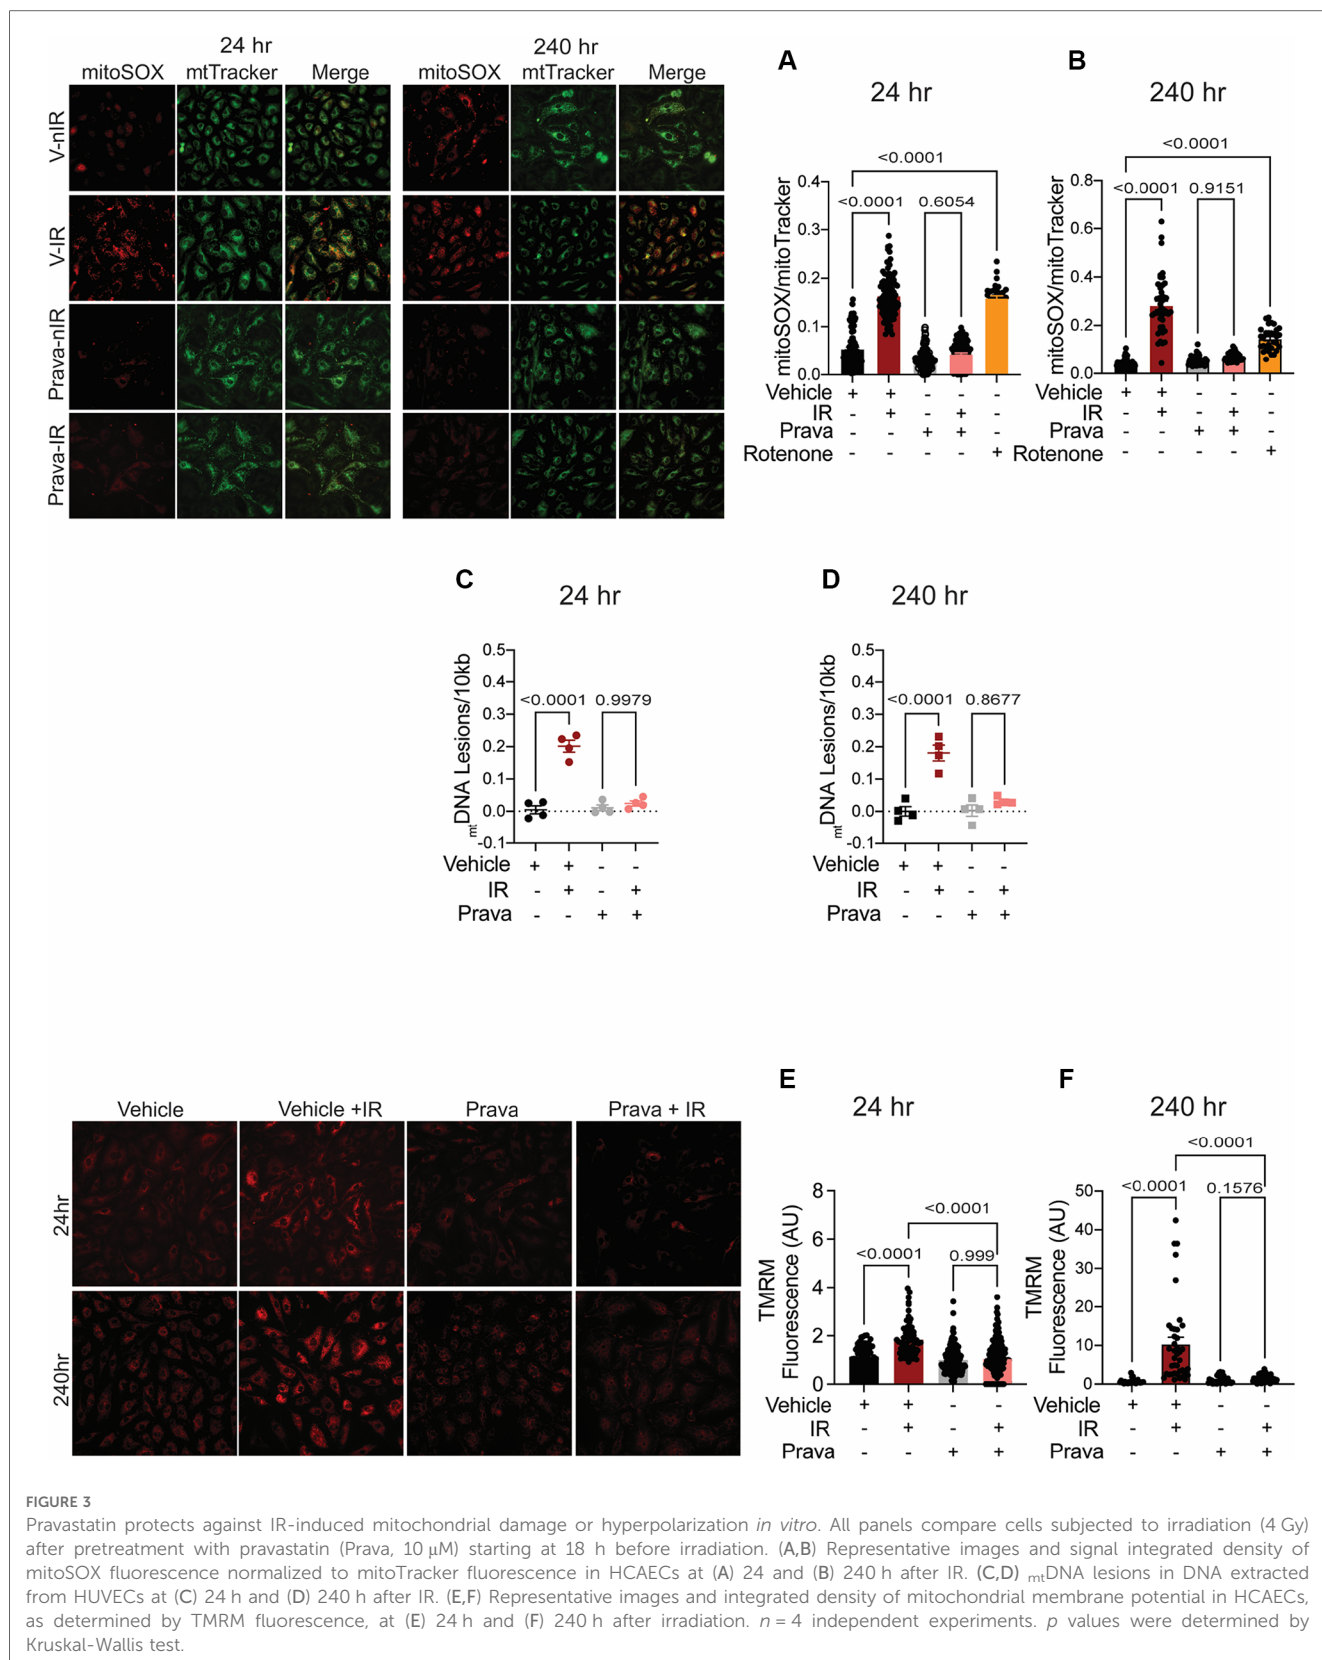 24 hr
mitoSOX mtTracker Merge
240 hr
mitoSOX mtTracker Merge
V-nIR
V-IR
Prava-nIR
Prava-IR
A
24 hr
mitoSOX/mitoTracker
0.4
0.3
0.2
0.1
0.0
<0.0001
<0.0001
0.6054
Vehicle + + - - -
IR - + - + -
Prava - - + + -
Rotenone - - - - +
B
240 hr
mitoSOX/mitoTracker
0.8
0.6
0.4
0.2
0.0
<0.0001
<0.0001
0.9151
Vehicle + + - - -
IR - + - + -
Prava - - + + -
Rotenone - - - - +
C
24 hr
mtDNA Lesions/10kb
0.5
0.4
0.3
0.2
0.1
0.0
-0.1
<0.0001
0.9979
Vehicle + + - -
IR - + - +
Prava - - + +
D
240 hr
mtDNA Lesions/10kb
0.5
0.4
0.3
0.2
0.1
0.0
-0.1
<0.0001
0.8677
Vehicle + + - -
IR - + - +
Prava - - + +
Vehicle Vehicle +IR Prava Prava + IR
24hr
240hr
E
24 hr
TMRM
Fluorescence (AU)
8
6
4
2
0
<0.0001
<0.0001
0.999
Vehicle + + - -
IR - + - +
Prava - - + +
F
240 hr
TMRM
Fluorescence (AU)
50
40
30
20
10
0
<0.0001
<0.0001
0.1576
Vehicle + + - -
IR - + - +
Prava - - + +
FIGURE 3
Pravastatin protects against IR-induced mitochondrial damage or hyperpolarization in vitro. All panels compare cells subjected to irradiation (4 Gy)
after pretreatment with pravastatin (Prava, 10 μM) starting at 18 h before irradiation. (A,B) Representative images and signal integrated density of
mitoSOX fluorescence normalized to mitoTracker fluorescence in HCAECs at (A) 24 and (B) 240 h after IR. (C,D) mtDNA lesions in DNA extracted
from HUVECs at (C) 24 h and (D) 240 h after IR. (E,F) Representative images and integrated density of mitochondrial membrane potential in HCAECs,
as determined by TMRM fluorescence, at (E) 24 h and (F) 240 h after irradiation. n = 4 independent experiments. p values were determined by
Kruskal-Wallis test.